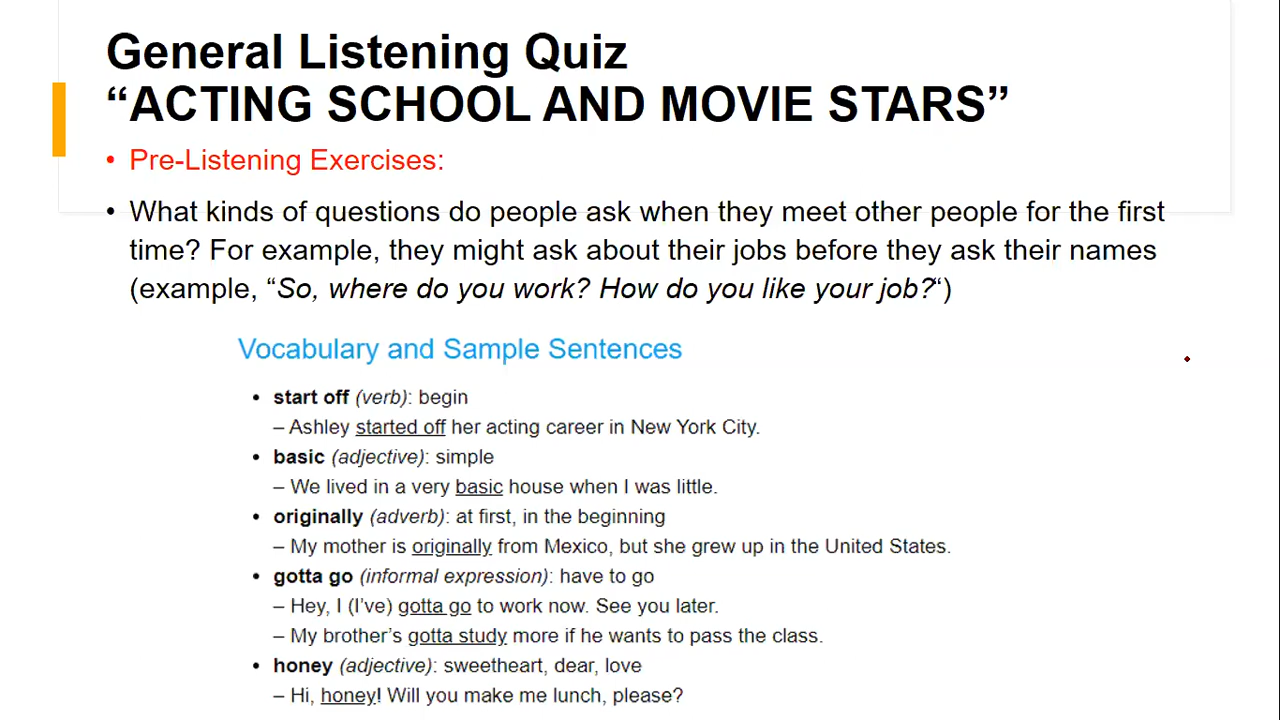 General Listening Quiz
“ACTING SCHOOL AND MOVIE STARS”
• Pre-Listening Exercises:
• What kinds of questions do people ask when they meet other people for the first
time? For example, they might ask about their jobs before they ask their names
(example, “So, where do you work? How do you like your job?“)
Vocabulary and Sample Sentences
• start off (verb): begin
– Ashley started off her acting career in New York City.
• basic (adjective): simple
– We lived in a very basic house when I was little.
• originally (adverb): at first, in the beginning
– My mother is originally from Mexico, but she grew up in the United States.
• gotta go (informal expression): have to go
– Hey, I (I’ve) gotta go to work now. See you later.
– My brother’s gotta study more if he wants to pass the class.
• honey (adjective): sweetheart, dear, love
– Hi, honey! Will you make me lunch, please?